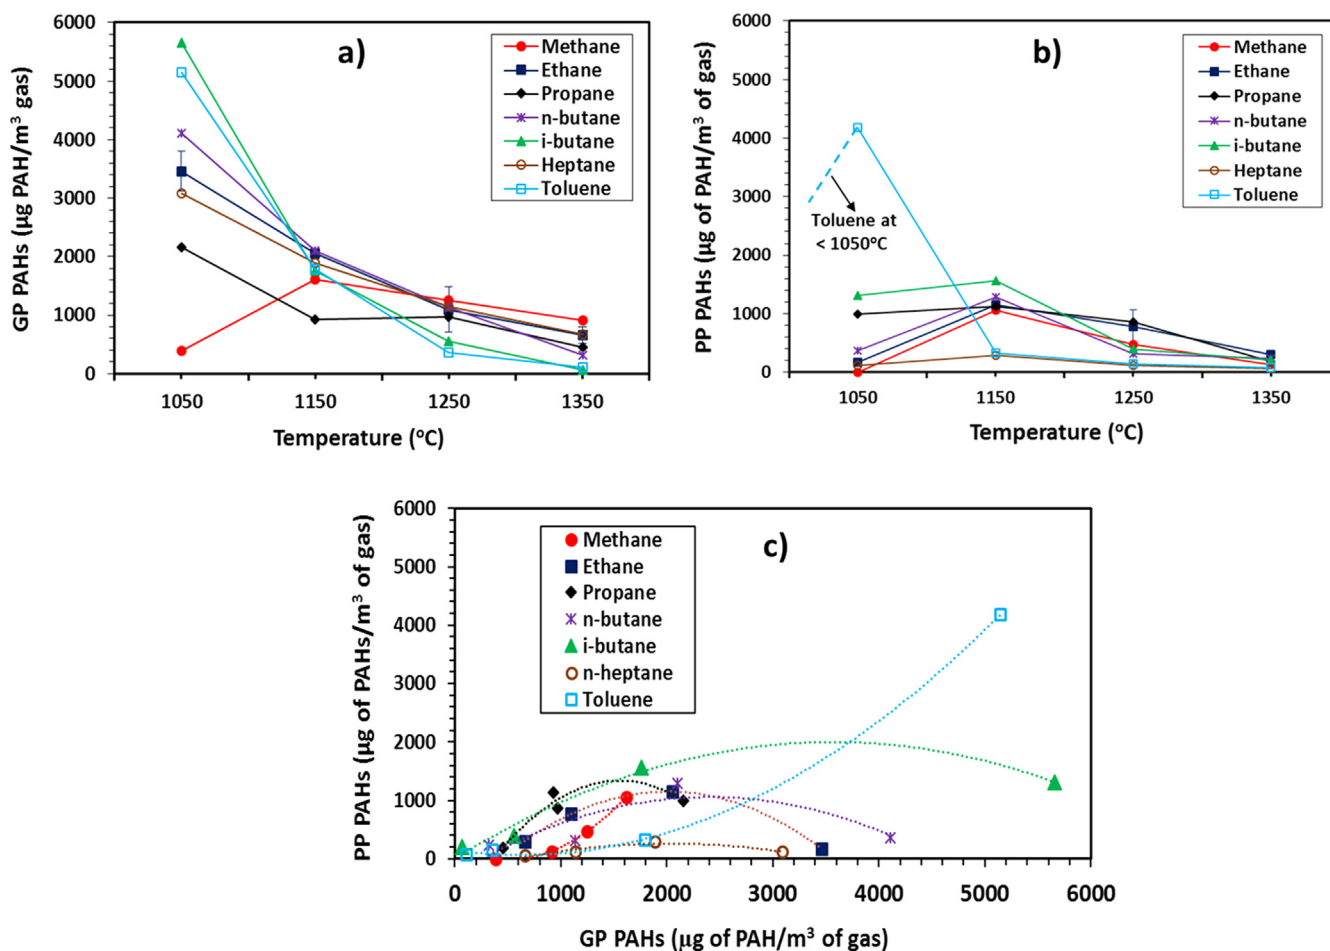 a)
GP PAHs (µg PAH/m³ gas)
6000
5000
4000
3000
2000
1000
0
Methane
Ethane
Propane
n-butane
i-butane
Heptane
Toluene
1050 1150 1250 1350
Temperature (°C)
b)
PP PAHs (µg of PAH/m³ of gas)
6000
5000
4000
3000
2000
1000
0
Methane
Ethane
Propane
n-butane
i-butane
Heptane
Toluene
Toluene at
< 1050°C
1050 1150 1250 1350
Temperature (°C)
c)
PP PAHs (µg of PAHs/m³ of gas)
6000
5000
4000
3000
2000
1000
0
Methane
Ethane
Propane
n-butane
i-butane
n-heptane
Toluene
0 1000 2000 3000 4000 5000 6000
GP PAHs (µg of PAH/m³ of gas)